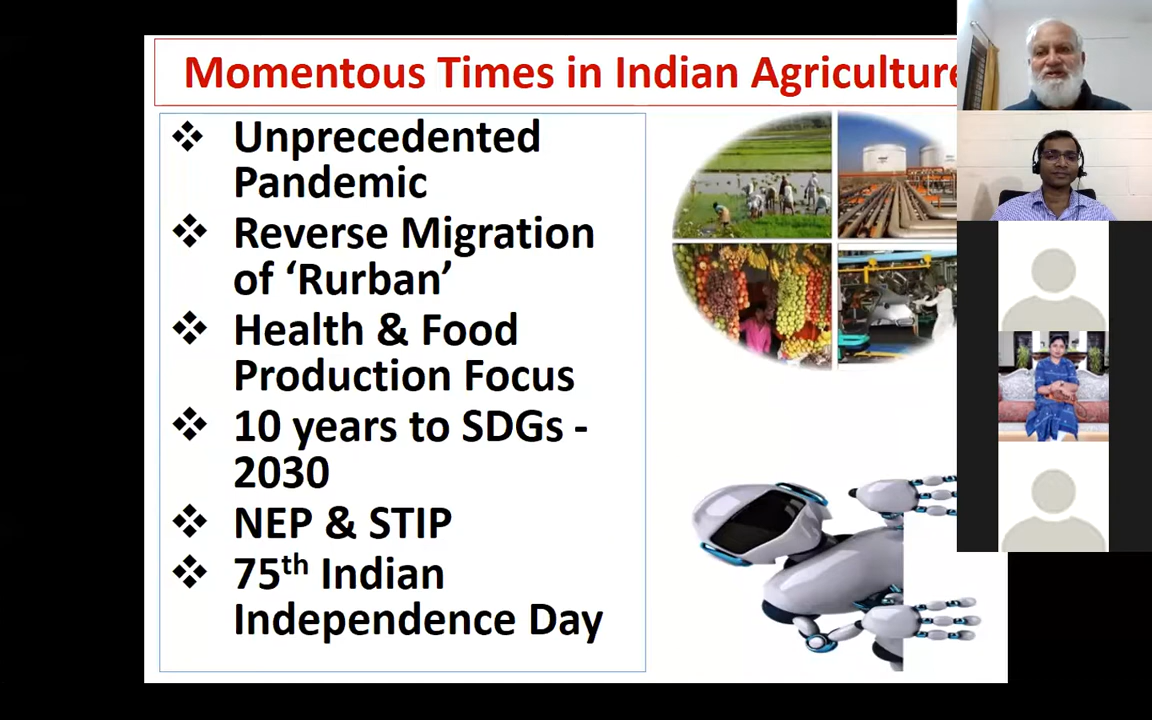 Momentous Times in Indian Agriculture
❖ Unprecedented
Pandemic
❖ Reverse Migration
of ‘Rurban’
❖ Health & Food
Production Focus
❖ 10 years to SDGs -
2030
❖ NEP & STIP
❖ 75th Indian
Independence Day